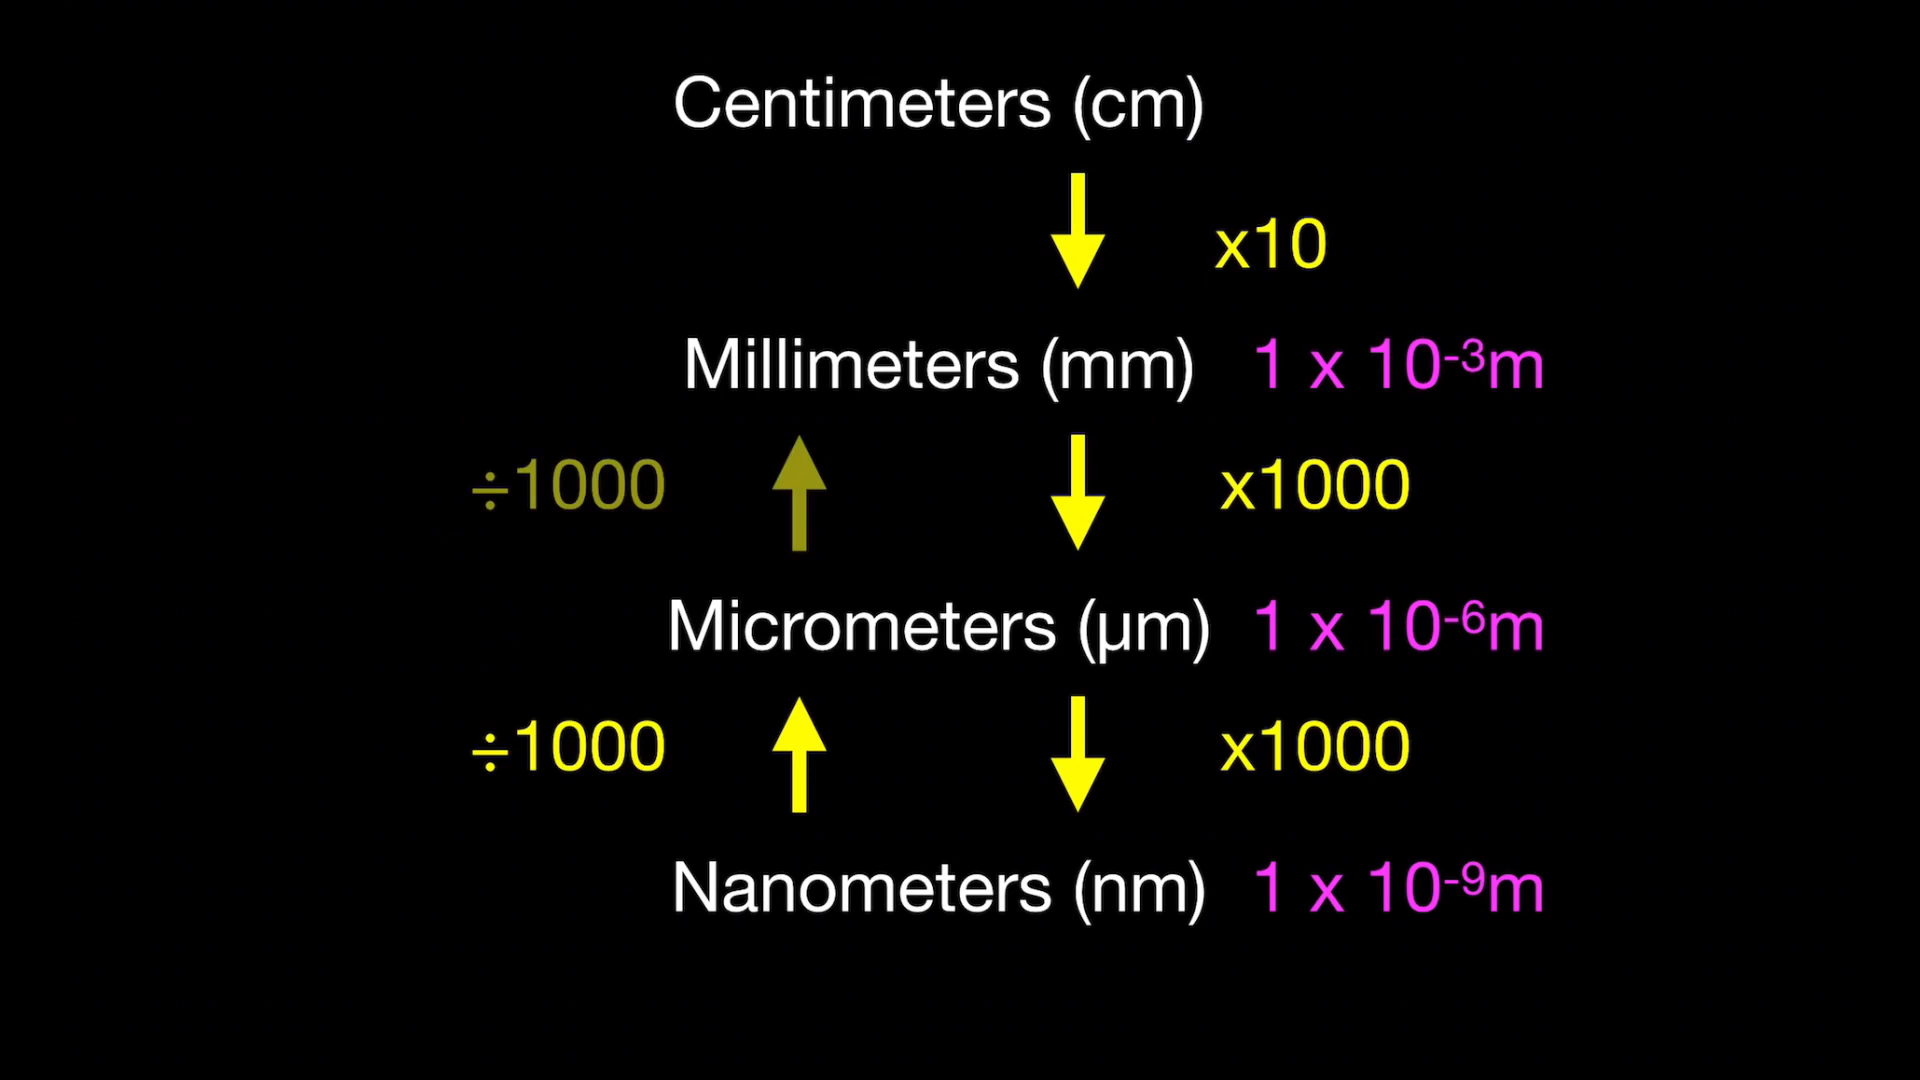 Centimeters (cm)
x10
Millimeters (mm) 1 x 10⁻³m
÷1000 x1000
Micrometers (µm) 1 x 10⁻⁶m
÷1000 x1000
Nanometers (nm) 1 x 10⁻⁹m